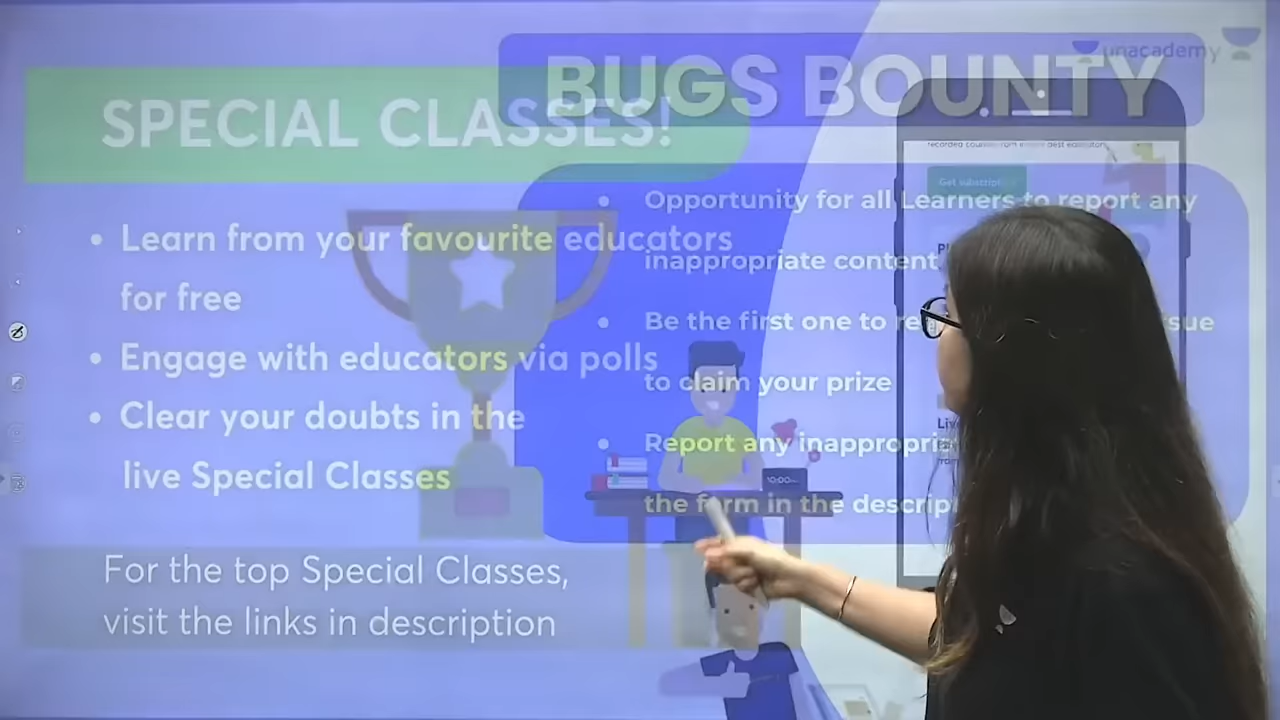 unacademy
BUGS BOUNTY
SPECIAL CLASSES!
Learn from your favourite educators
for free
Engage with educators via polls
Clear your doubts in the
live Special Classes
For the top Special Classes,
visit the links in description
Opportunity for all Learners to report any
inappropriate content
Be the first one to
to claim your prize
Report any
the form in the
Get
10:00